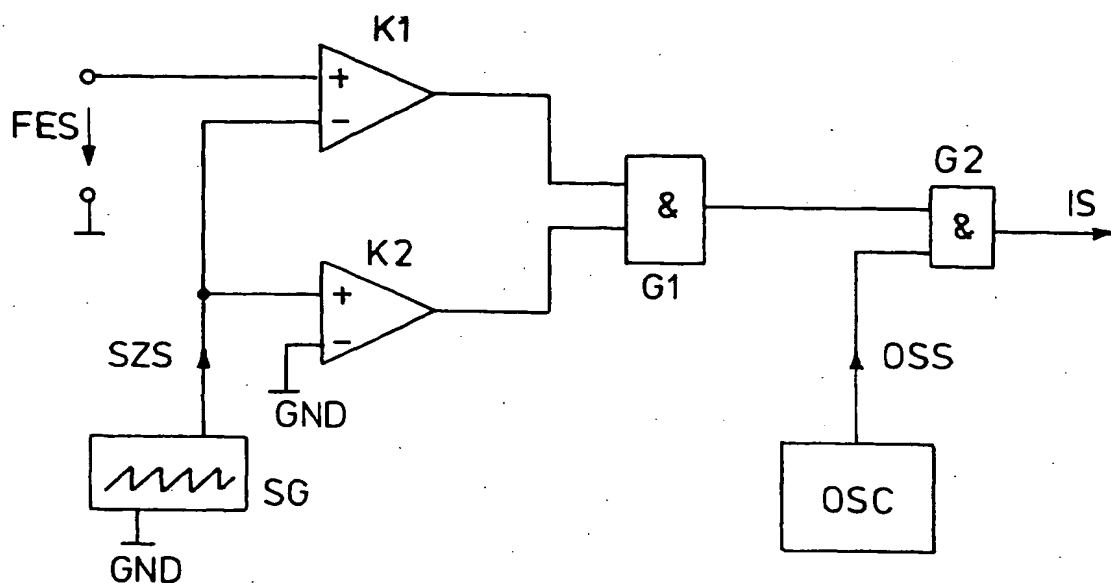 K1
+
-
FES
K2
+
-
SZS
GND
SG
GND
&
G1
G2
&
IS
OSS
OSC